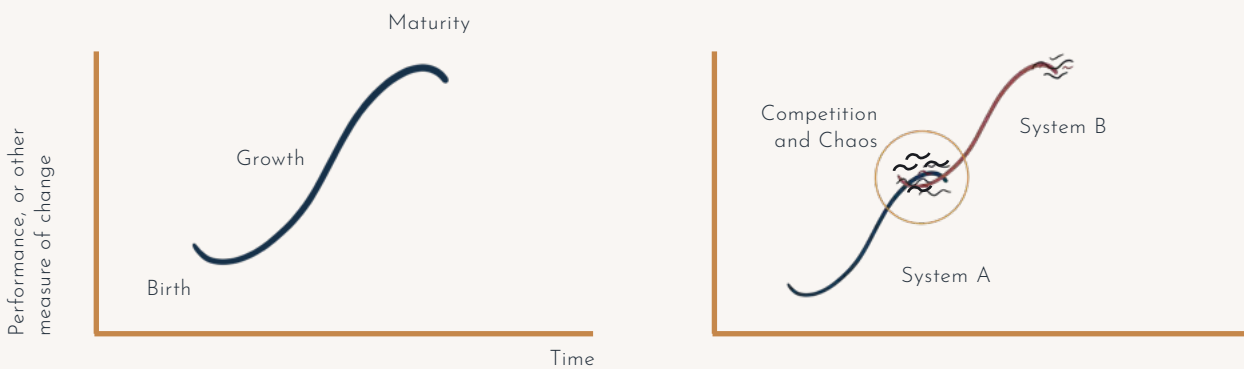 Maturity
Growth
Birth
Performance, or other
measure of change
Time
Competition
and Chaos
System B
System A